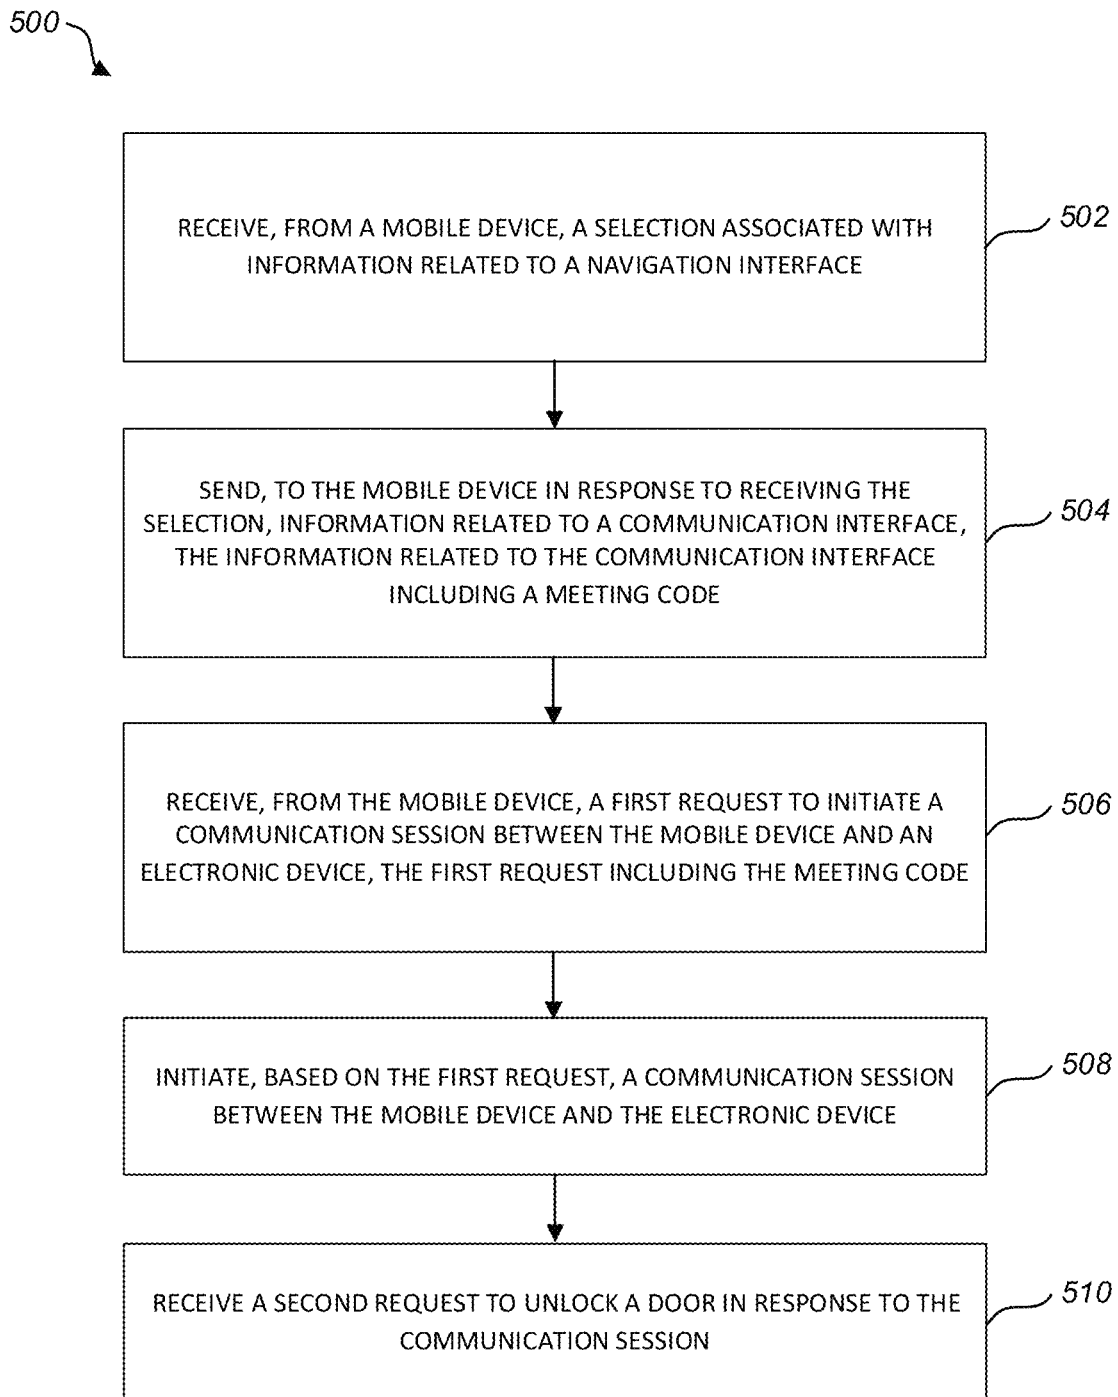 500
RECEIVE, FROM A MOBILE DEVICE, A SELECTION ASSOCIATED WITH
INFORMATION RELATED TO A NAVIGATION INTERFACE
502
SEND, TO THE MOBILE DEVICE IN RESPONSE TO RECEIVING THE
SELECTION, INFORMATION RELATED TO A COMMUNICATION INTERFACE,
THE INFORMATION RELATED TO THE COMMUNICATION INTERFACE
INCLUDING A MEETING CODE
504
RECEIVE, FROM THE MOBILE DEVICE, A FIRST REQUEST TO INITIATE A
COMMUNICATION SESSION BETWEEN THE MOBILE DEVICE AND AN
ELECTRONIC DEVICE, THE FIRST REQUEST INCLUDING THE MEETING CODE
506
INITIATE, BASED ON THE FIRST REQUEST, A COMMUNICATION SESSION
BETWEEN THE MOBILE DEVICE AND THE ELECTRONIC DEVICE
508
RECEIVE A SECOND REQUEST TO UNLOCK A DOOR IN RESPONSE TO THE
COMMUNICATION SESSION
510